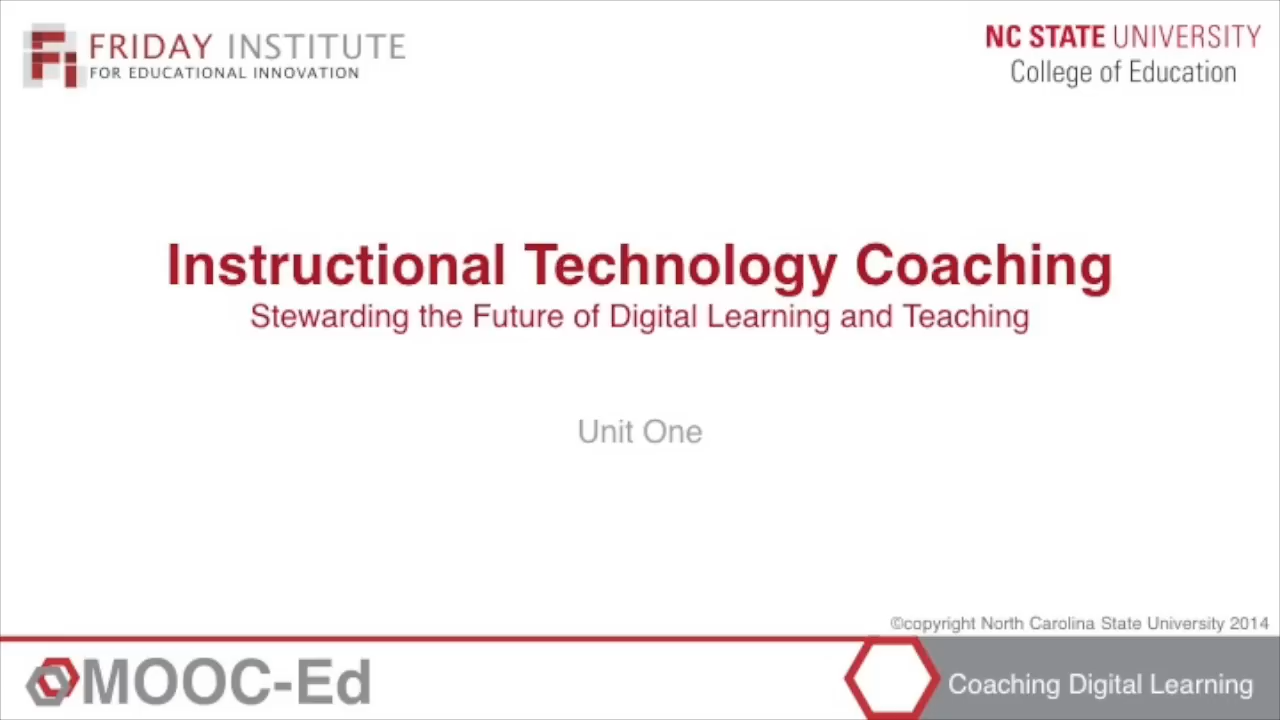 FRIDAY INSTITUTE
FOR EDUCATIONAL INNOVATION
NC STATE UNIVERSITY
College of Education
Instructional Technology Coaching
Stewarding the Future of Digital Learning and Teaching
Unit One
©copyright North Carolina State University 2014
MOOC-Ed
Coaching Digital Learning